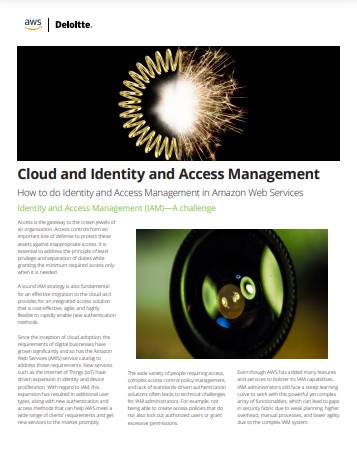 aws
Deloitte.
Cloud and Identity and Access Management
How to do Identity and Access Management in Amazon Web Services
Identity and Access Management (IAM)—A challenge
Access is the gateway to the crown jewels of
an organization. Access controls form an
important line of defense to protect these
assets against inappropriate access. It is
essential to address the principle of least
privilege and separation of duties while
granting the minimum required access only
when it is needed.
A sound IAM strategy is also fundamental
for an effective migration to the cloud as it
provides for an integrated access solution
that is cost-effective, agile, and highly
flexible to rapidly enable new authentication
methods.
Since the inception of cloud adoption, the
requirements of digital businesses have
grown significantly and so has the Amazon
Web Services (AWS) service catalog to
address those requirements. New services
such as the Internet of Things (IoT) have
driven expansion in identity and device
proliferation. With regard to IAM, this
expansion has resulted in additional user
types, along with new authentication and
access methods that can help AWS meet a
wide range of clients' requirements and get
new services to the market promptly.
The wide variety of people requiring access,
complex access control policy management,
and lack of standards-driven authentication
solutions often leads to technical challenges
for IAM administrators. For example, not
being able to create access policies that do
not also lock out authorized users or grant
excessive permissions.
Even though AWS has added many features
and services to bolster its IAM capabilities,
IAM administrators still face a steep learning
curve to work with this powerful yet complex
array of functionalities, which can lead to gaps
in security fabric due to weak planning, higher
overhead, manual processes, and lower agility
due to the complex IAM system.